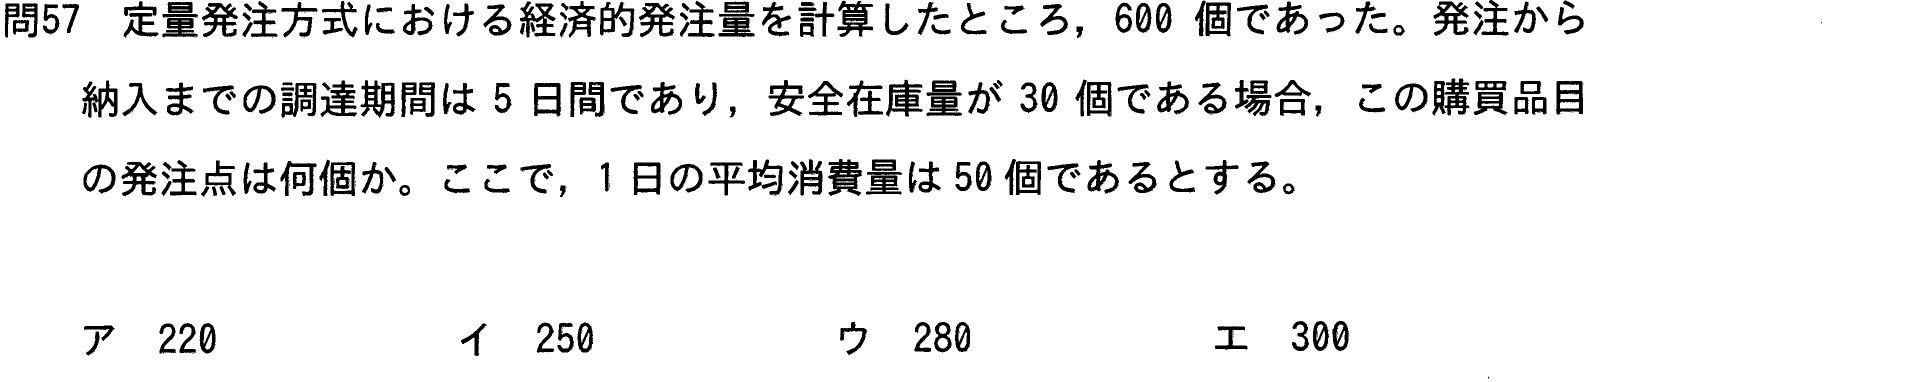 問57　定量発注方式における経済的発注量を計算したところ，600 個であった。発注から
納入までの調達期間は 5 日間であり，安全在庫量が 30 個である場合，この購買品目
の発注点は何個か。ここで，1 日の平均消費量は 50 個であるとする。
ア　220　イ　250　ウ　280　エ　300